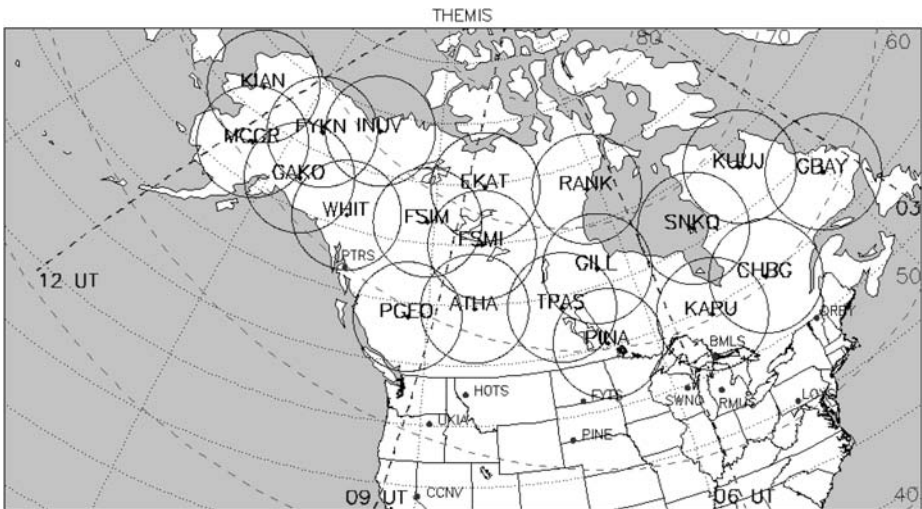 THEMIS
80
70
60
KIAN
MCGR
FYKN
INUV
GAKO
EKAT
RANK
KUUJ
GBAY
WHIT
FSIM
SNKQ
03
FSMI
PTRS
GILL
CHBG
12 UT
50
PGEO
ATHA
TPAS
KAPU
DRBY
PINA
BMLS
HOTS
FYTS
SWNO
RMUS
LOYS
UKIA
PINE
09 UT
CCNV
06 UT
40